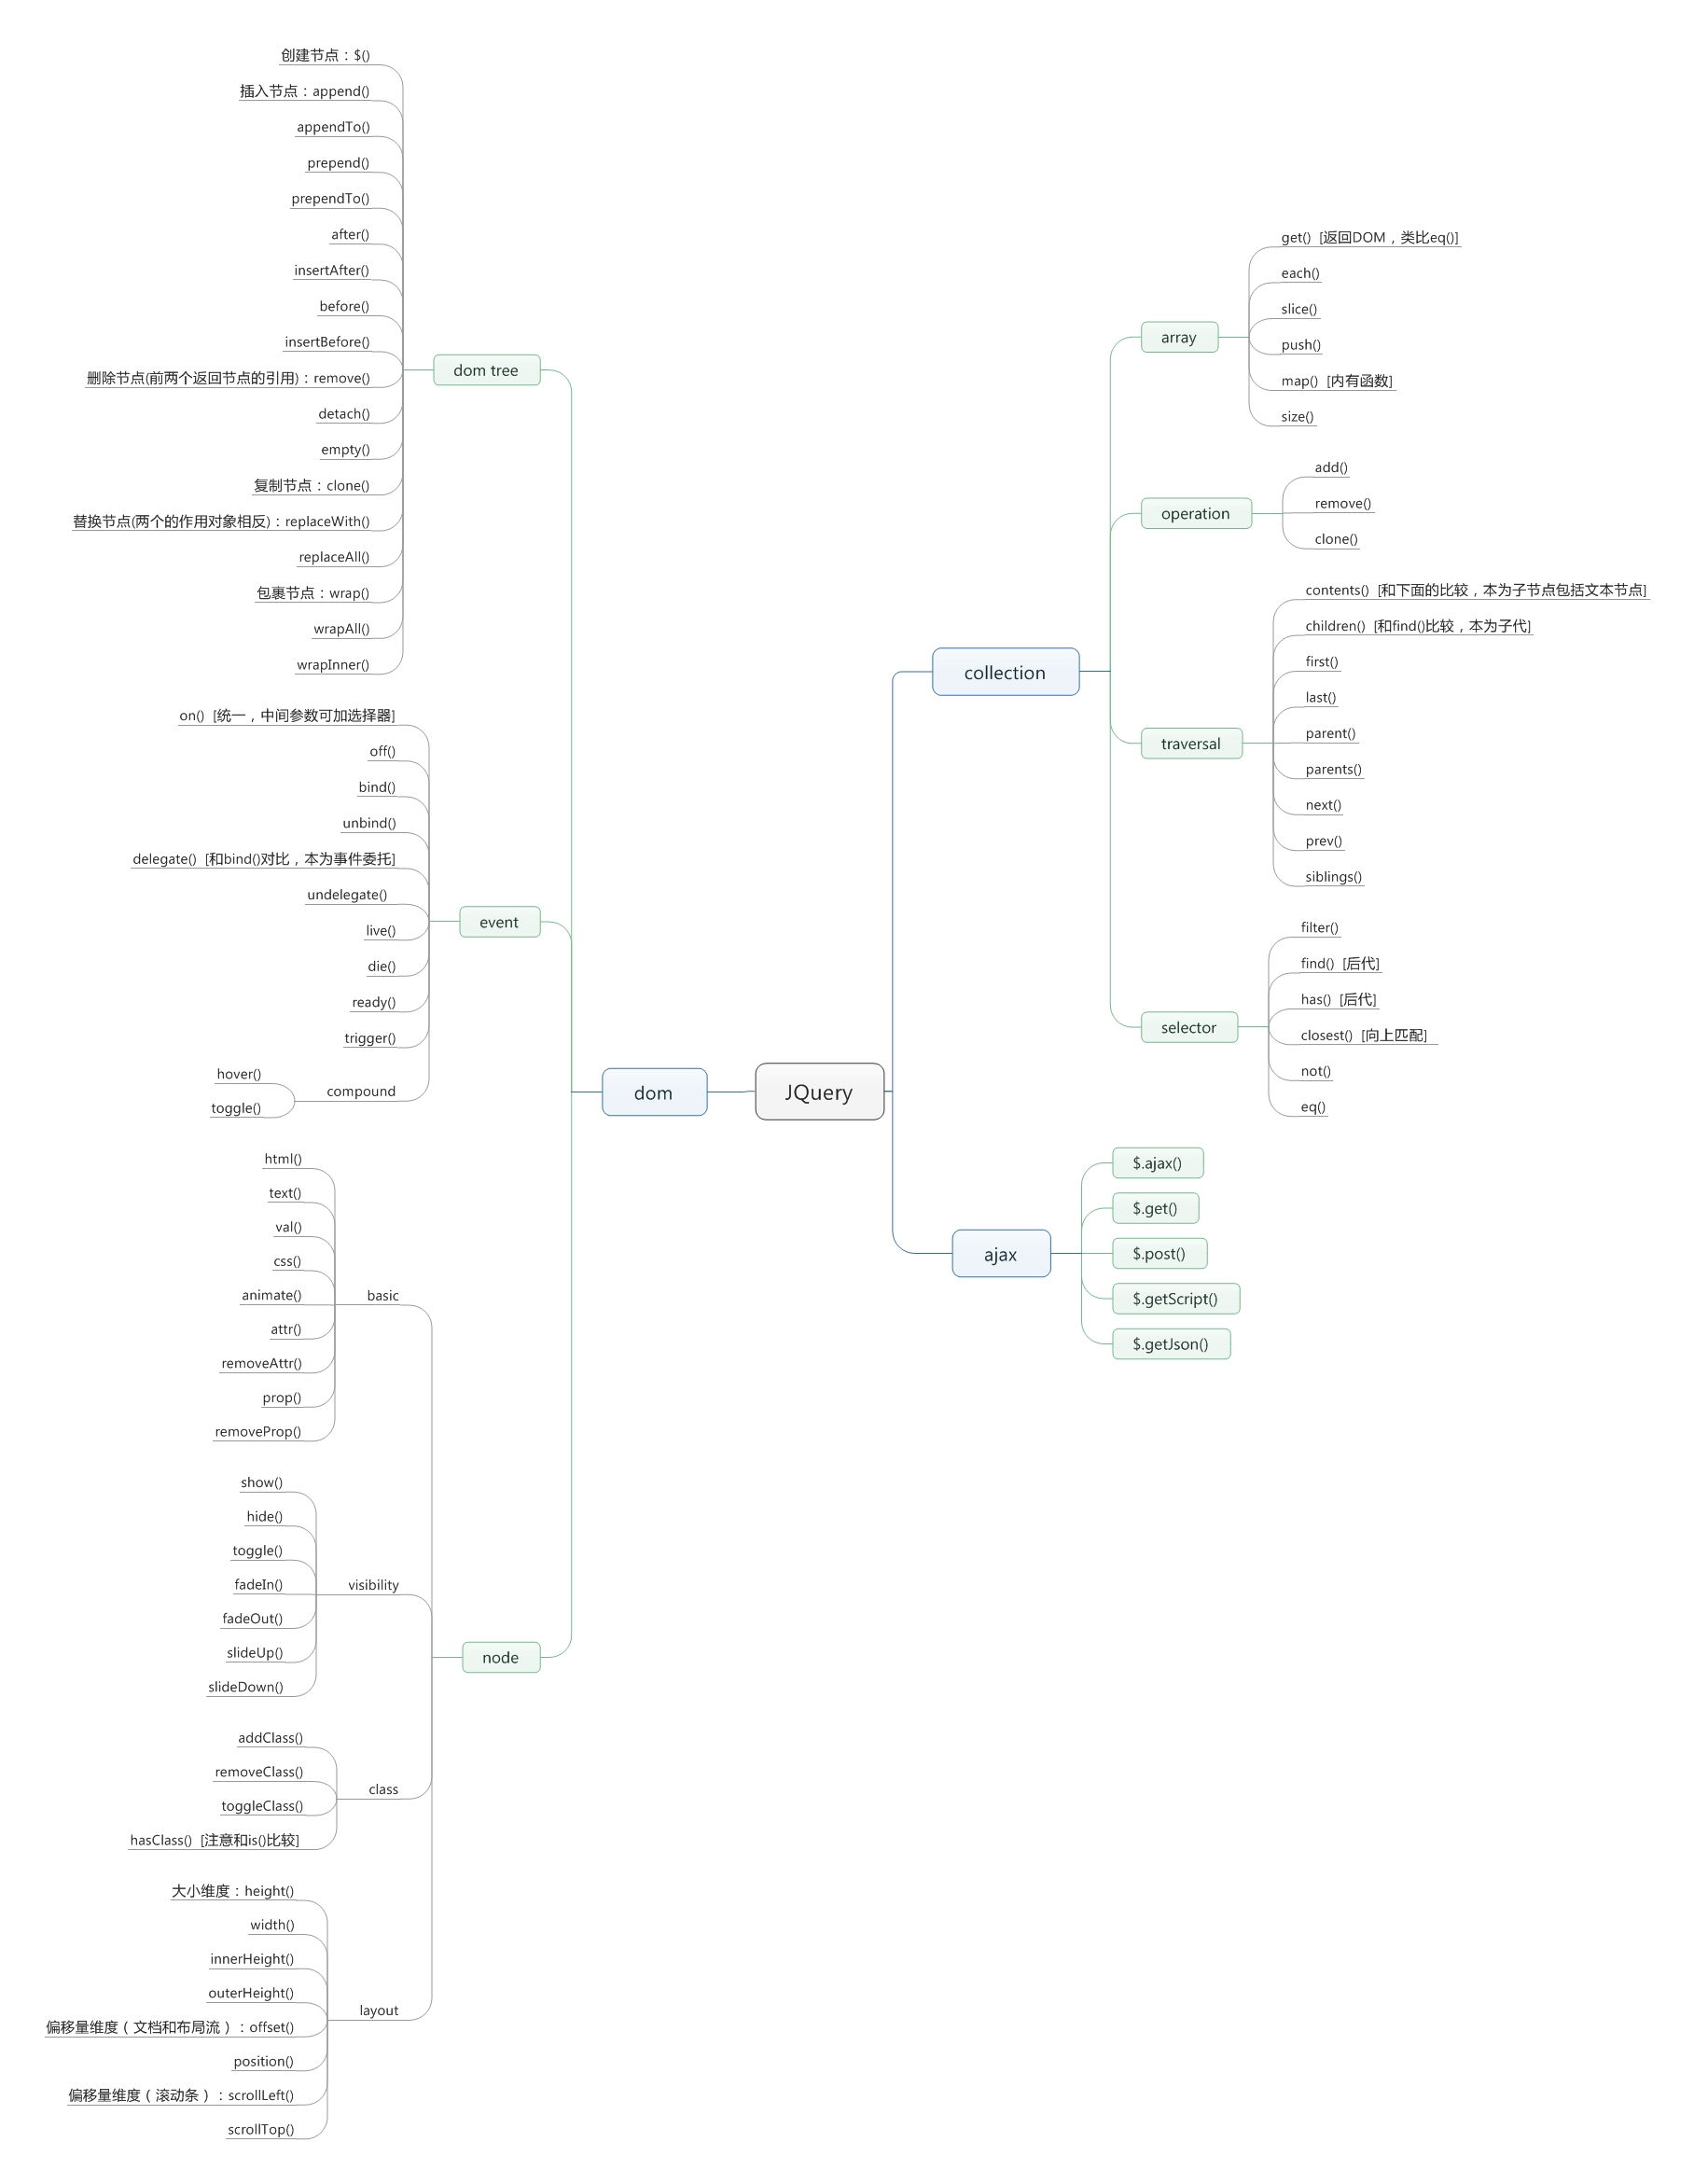 JQuery
dom
dom tree
创建节点：$()
插入节点：append()
appendTo()
prepend()
prependTo()
after()
insertAfter()
before()
insertBefore()
删除节点(前两个返回节点的引用)：remove()
detach()
empty()
复制节点：clone()
替换节点(两个的作用对象相反)：replaceWith()
replaceAll()
包裹节点：wrap()
wrapAll()
wrapInner()
event
on()  [统一，中间参数可加选择器]
off()
bind()
unbind()
delegate()  [和bind()对比，本为事件委托]
undelegate()
live()
die()
ready()
trigger()
compound
hover()
toggle()
node
basic
html()
text()
val()
css()
animate()
attr()
removeAttr()
prop()
removeProp()
visibility
show()
hide()
toggle()
fadeIn()
fadeOut()
slideUp()
slideDown()
class
addClass()
removeClass()
toggleClass()
hasClass()  [注意和is()比较]
layout
大小维度：height()
width()
innerHeight()
outerHeight()
偏移量维度（文档和布局流）：offset()
position()
偏移量维度（滚动条）：scrollLeft()
scrollTop()
collection
array
get()  [返回DOM，类比eq()]
each()
slice()
push()
map()  [内有函数]
size()
operation
add()
remove()
clone()
traversal
contents()  [和下面的比较，本为子节点包括文本节点]
children()  [和find()比较，本为子代]
first()
last()
parent()
parents()
next()
prev()
siblings()
selector
filter()
find()  [后代]
has()  [后代]
closest()  [向上匹配]
not()
eq()
ajax
$.ajax()
$.get()
$.post()
$.getScript()
$.getJson()